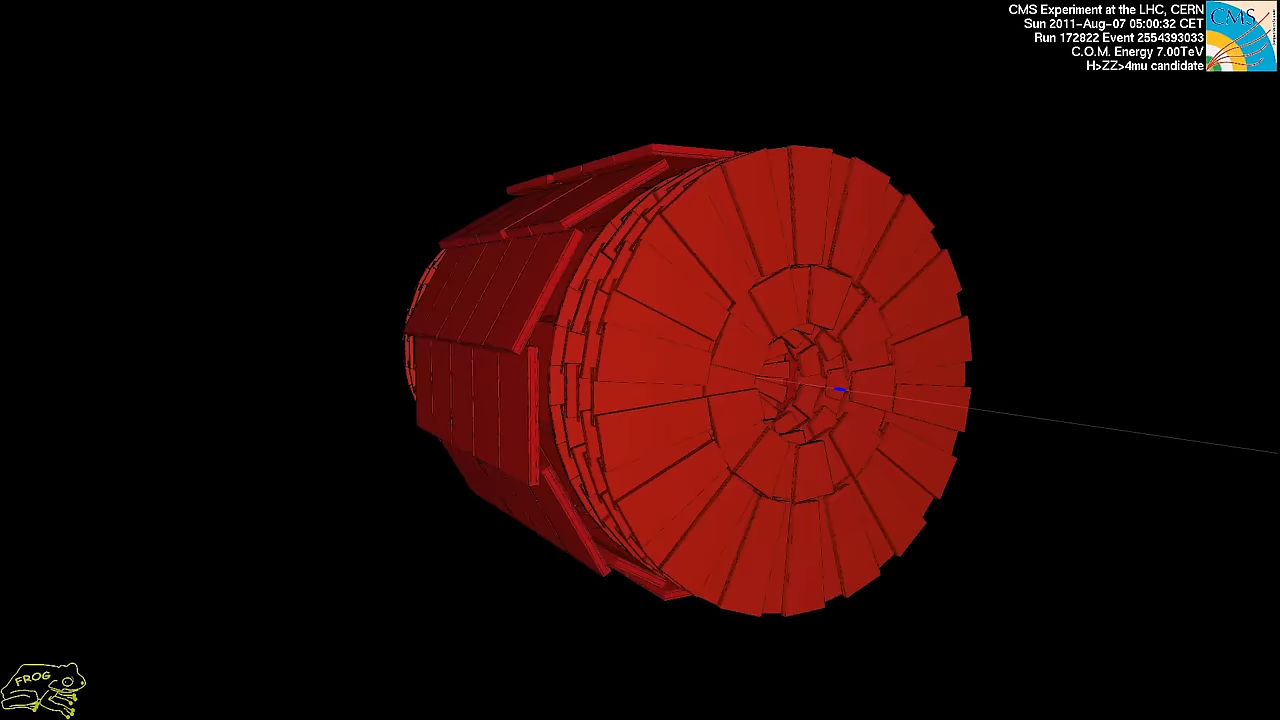 CMS Experiment at the LHC, CERN
Sun 2011-Aug-07 05:00:32 CET
Run 172822 Event 2554393033
C.O.M. Energy 7.00TeV
H>ZZ>4mu candidate
CMS
FROG